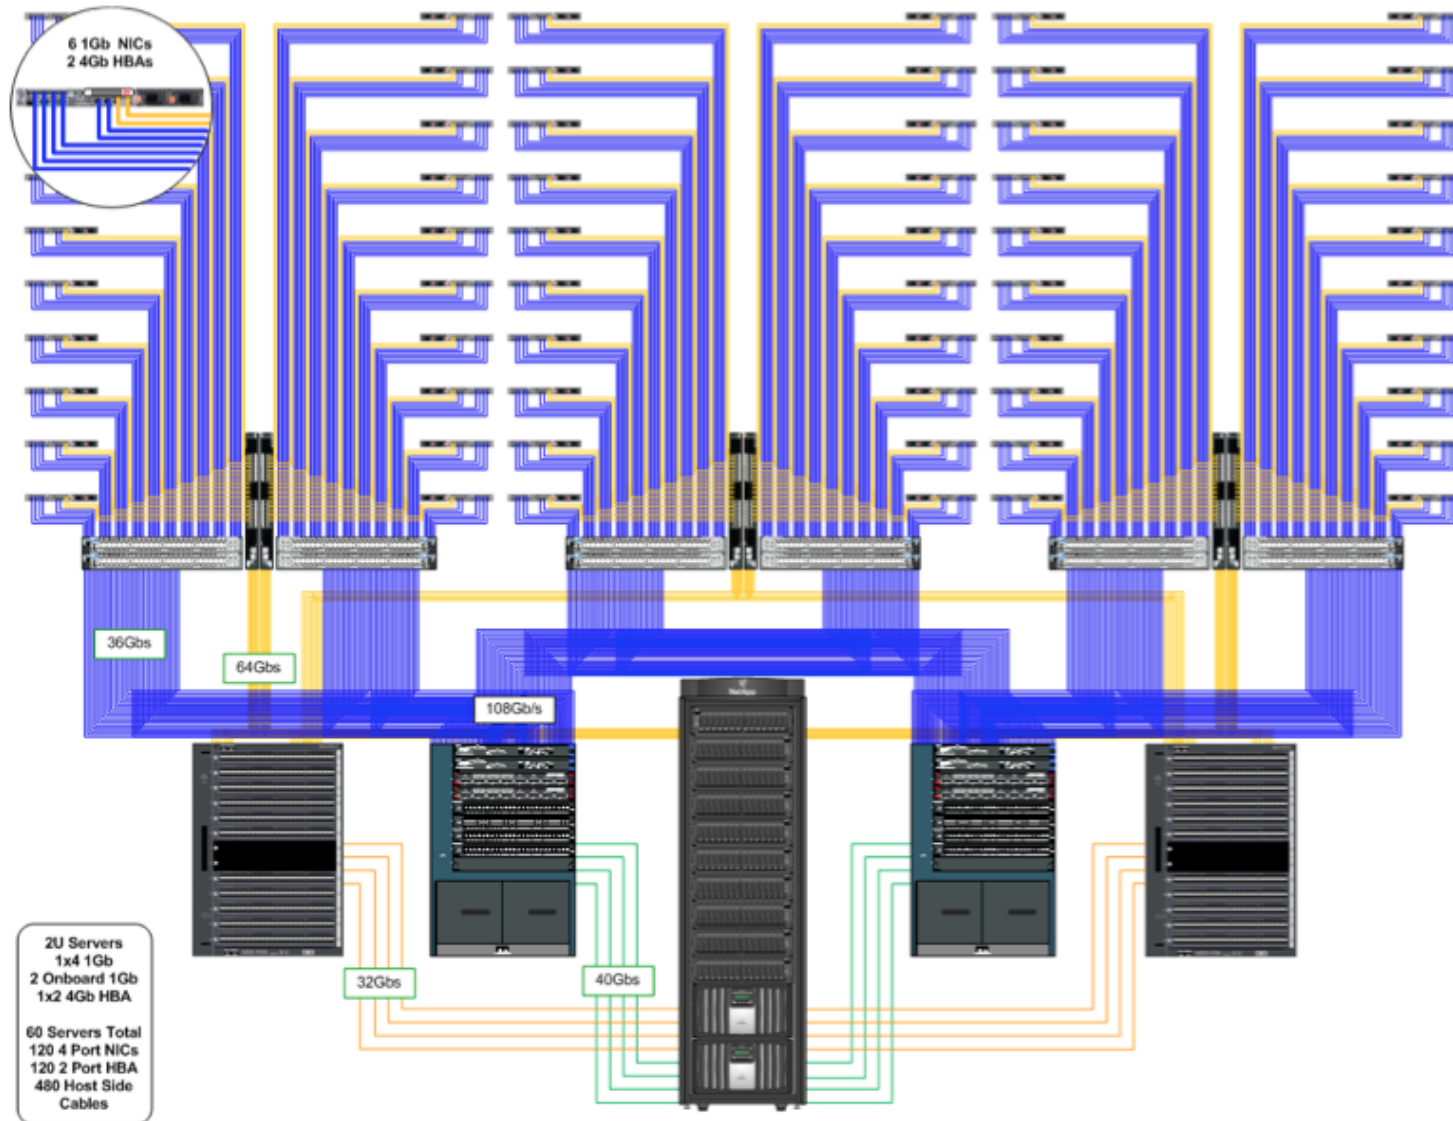 6 1Gb NICs
2 4Gb HBAs
36Gbs
64Gbs
108Gb/s
NetApp
32Gbs
40Gbs
2U Servers
1x4 1Gb
2 Onboard 1Gb
1x2 4Gb HBA
60 Servers Total
120 4 Port NICs
120 2 Port HBA
480 Host Side
Cables